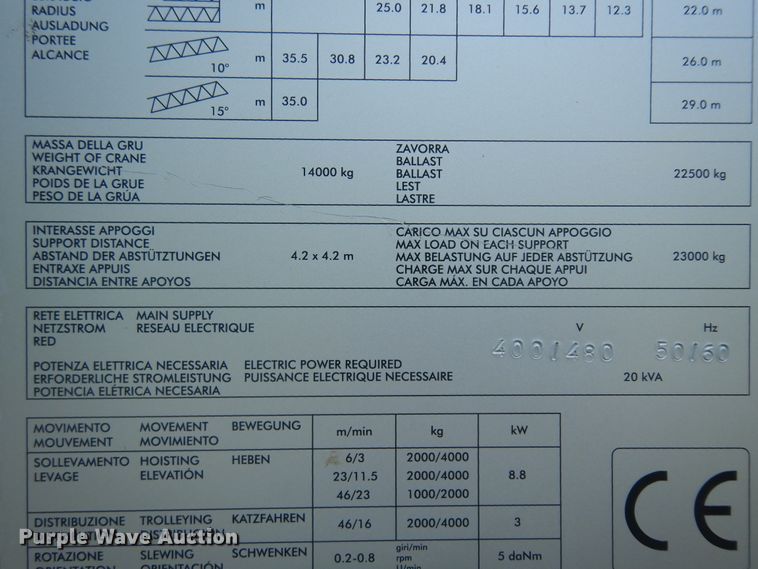 RADIUS m 25.0 21.8 18.1 15.6 13.7 12.3 22.0 m
AUSLADUNG
PORTEE
ALCANCE 10° m 35.5 30.8 23.2 20.4 26.0 m
15° m 35.0 29.0 m
MASSA DELLA GRU
WEIGHT OF CRANE
KRANGEWICHT
POIDS DE LA GRUE
PESO DE LA GRÚA
14000 kg
ZAVORRA
BALLAST
BALLAST
LEST
LASTRE
22500 kg
INTERASSE APPOGGI
SUPPORT DISTANCE
ABSTAND DER ABSTÜTZTUNGEN
ENTRAXE APPUIS
DISTANCIA ENTRE APOYOS
4.2 x 4.2 m
CARICO MAX SU CIASCUN APPOGGIO
MAX LOAD ON EACH SUPPORT
MAX BELASTUNG AUF JEDER ABSTÜTZUNG
CHARGE MAX SUR CHAQUE APPUI
CARGA MÁX. EN CADA APOYO
23000 kg
RETE ELETTRICA MAIN SUPPLY
NETZSTROM RESEAU ELECTRIQUE
RED
V Hz
400/480 50/60
POTENZA ELETTRICA NECESSARIA ELECTRIC POWER REQUIRED
ERFORDERLICHE STROMLEISTUNG PUISSANCE ELECTRIQUE NECESSAIRE 20 kVA
POTENCIA ELÉTRICA NECESARIA
MOVIMENTO MOVEMENT BEWEGUNG m/min kg kW
MOUVEMENT MOVIMIENTO
SOLLEVAMENTO HOISTING HEBEN 6/3 2000/4000
LEVAGE ELEVATIÓN 23/11.5 2000/4000 8.8
46/23 1000/2000
DISTRIBUZIONE TROLLEYING KATZFAHREN 46/16 2000/4000 3
ROTAZIONE SLEWING SCHWENKEN 0.2-0.8 giri/min 5 daNm
rpm
CE
Purple Wave Auction